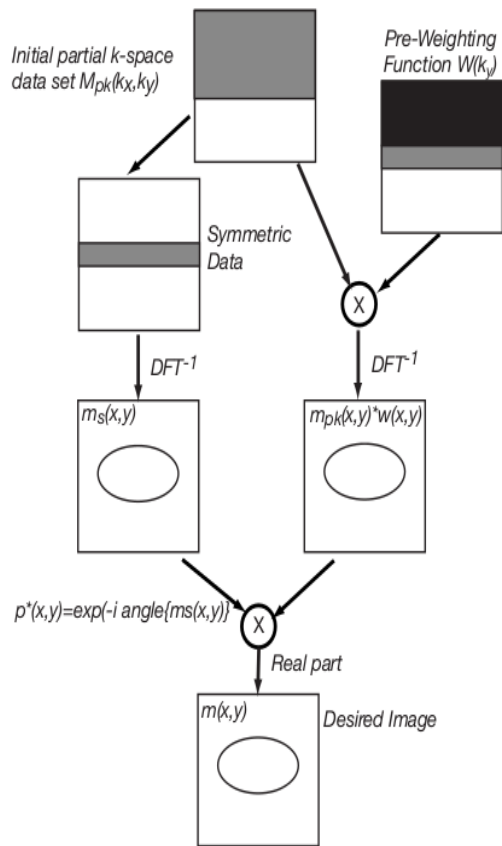 Initial partial k-space
data set Mpk(kx,ky)
Pre-Weighting
Function W(ky)
Symmetric
Data
X
DFT-1
DFT-1
ms(x,y)
mpk(x,y)*w(x,y)
p*(x,y)=exp(-i angle{ms(x,y)}
X
Real part
m(x,y)
Desired Image